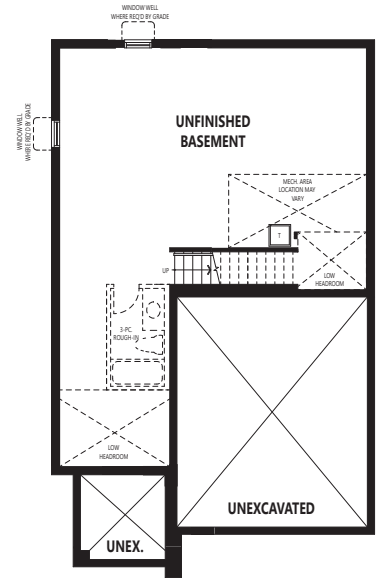 WINDOW WELL
WHERE REQ'D BY GRADE
WINDOW WELL
WHERE REQ'D BY GRADE
UNFINISHED
BASEMENT
MECH. AREA
LOCATION MAY
VARY
T
UP
LOW
HEADROOM
3-PC.
ROUGH-IN
LOW
HEADROOM
UNEXCAVATED
UNEX.